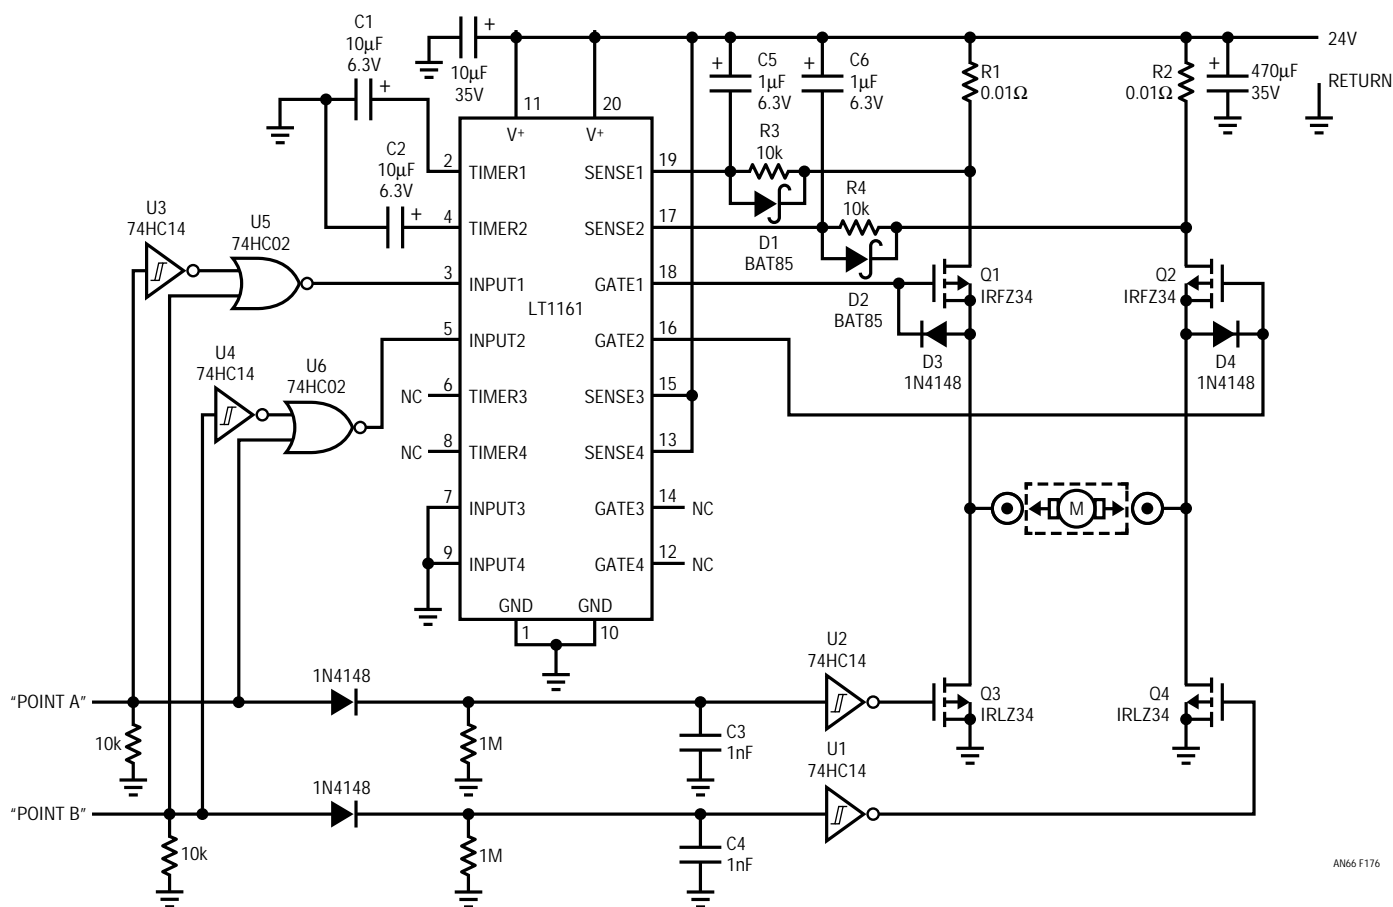 C1
10µF
6.3V
+
+
10µF
35V
C2
10µF
6.3V
+
11
V+
20
V+
+
C5
1µF
6.3V
+
C6
1µF
6.3V
R1
0.01Ω
R2
0.01Ω
+
470µF
35V
24V
RETURN
R3
10k
D1
BAT85
R4
10k
D2
BAT85
2
TIMER1
4
TIMER2
3
INPUT1
5
INPUT2
6
NC
TIMER3
8
NC
TIMER4
7
INPUT3
9
INPUT4
LT1161
19
SENSE1
17
SENSE2
18
GATE1
16
GATE2
15
SENSE3
13
SENSE4
14
GATE3
NC
12
GATE4
NC
GND
1
GND
10
U3
74HC14
U5
74HC02
U4
74HC14
U6
74HC02
Q1
IRFZ34
Q2
IRFZ34
D3
1N4148
D4
1N4148
M
"POINT A"
10k
1N4148
1M
C3
1nF
U2
74HC14
Q3
IRLZ34
Q4
IRLZ34
"POINT B"
10k
1N4148
1M
C4
1nF
U1
74HC14
AN66 F176